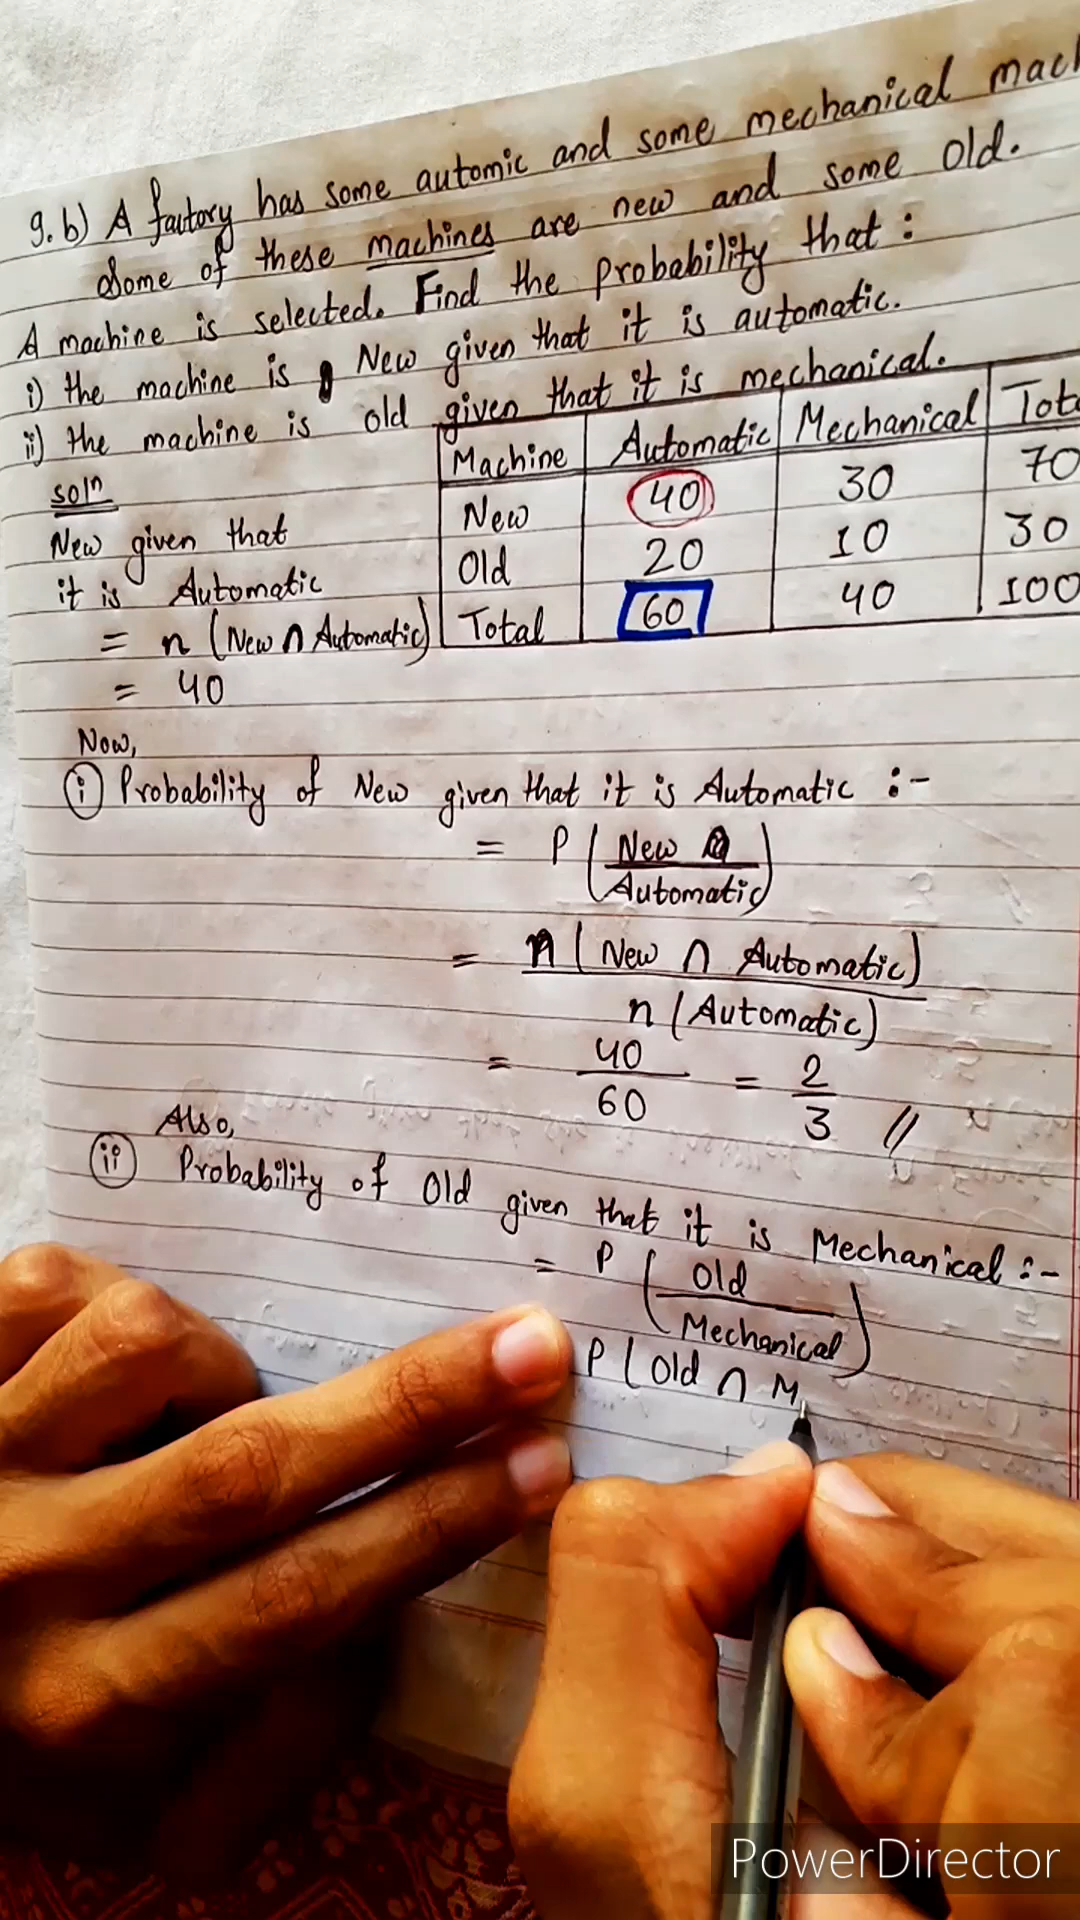 9. b) A factory has some automic and some mechanical mach
Some of these machines are new and some old.
A machine is selected. Find the probability that :
i) the machine is New given that it is automatic.
ii) the machine is old given that it is mechanical.
Machine Automatic Mechanical Tota
New 40 30 70
Old 20 10 30
Total 60 40 100
soln
New given that
it is Automatic
= n (New ∩ Automatic)
= 40
Now,
i Probability of New given that it is Automatic :-
= P (New
Automatic)
= n (New ∩ Automatic)
n (Automatic)
= 40/60 = 2/3 //
Also,
ii Probability of Old given that it is Mechanical :-
= P (Old
Mechanical)
P (Old ∩ M
PowerDirector